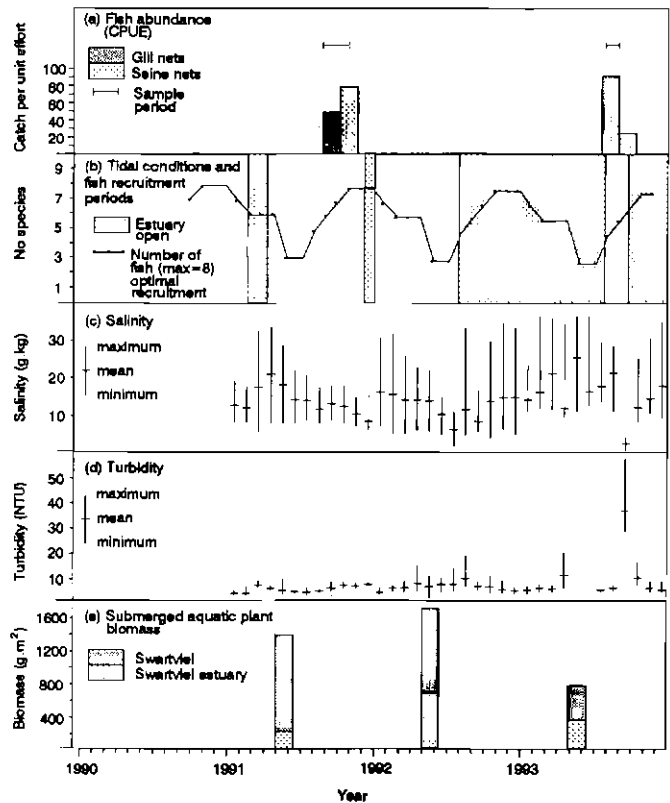 (a) Fish abundance
(CPUE)
Gill nets
Seine nets
Sample
period
Catch per unit effort
100
80
60
40
20
(b) Tidal conditions and
fish recruitment
periods
Estuary
open
Number of
fish (max=8)
optimal
recruitment
No species
9
7
5
3
1
(c) Salinity
maximum
mean
minimum
Salinity (g.kg)
30
20
10
(d) Turbidity
maximum
mean
minimum
Turbidity (NTU)
50
40
30
20
10
(e) Submerged aquatic plant
biomass
Swartvlei
Swartvlei estuary
Biomass (g.m²)
1600
1200
800
400
1990
1991
1992
1993
Year